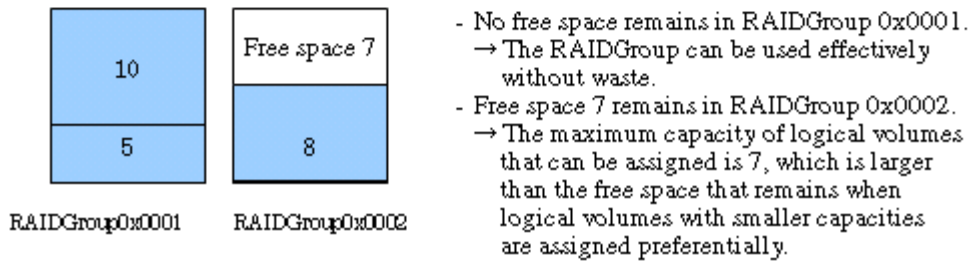 10
5
RAIDGroup0x0001
Free space 7
8
RAIDGroup0x0002
- No free space remains in RAIDGroup 0x0001.
→ The RAIDGroup can be used effectively
without waste.
- Free space 7 remains in RAIDGroup 0x0002.
→ The maximum capacity of logical volumes
that can be assigned is 7, which is larger
than the free space that remains when
logical volumes with smaller capacities
are assigned preferentially.